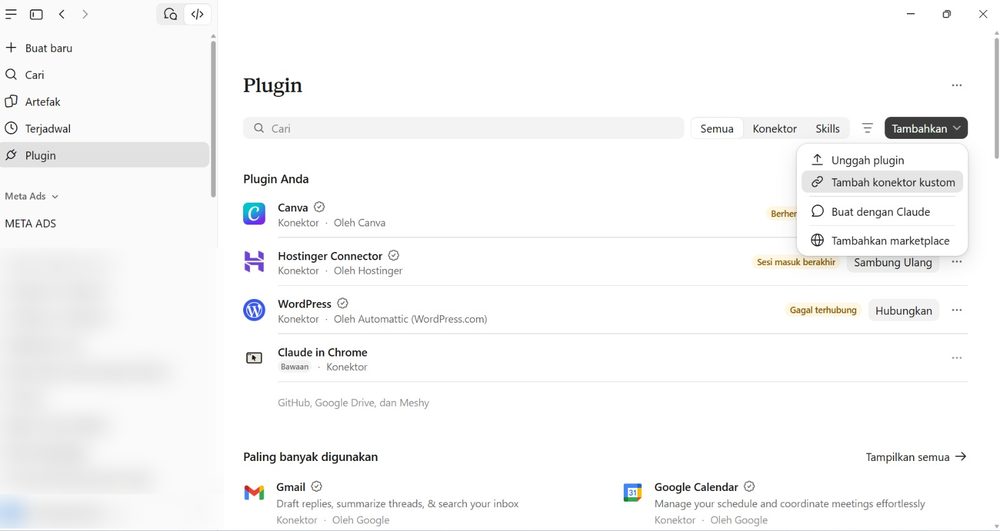 Buat baru
Cari
Artefak
Terjadwal
Plugin
Meta Ads
META ADS
Plugin
Cari
Semua
Konektor
Skills
Tambahkan
Unggah plugin
Tambah konektor kustom
Buat dengan Claude
Tambahkan marketplace
Plugin Anda
Canva
Konektor · Oleh Canva
Berher
Hostinger Connector
Konektor · Oleh Hostinger
Sesi masuk berakhir
Sambung Ulang
WordPress
Konektor · Oleh Automattic (WordPress.com)
Gagal terhubung
Hubungkan
Claude in Chrome
Bawaan · Konektor
GitHub, Google Drive, dan Meshy
Paling banyak digunakan
Tampilkan semua
Gmail
Draft replies, summarize threads, & search your inbox
Konektor · Oleh Google
31
Google Calendar
Manage your schedule and coordinate meetings effortlessly
Konektor · Oleh Google